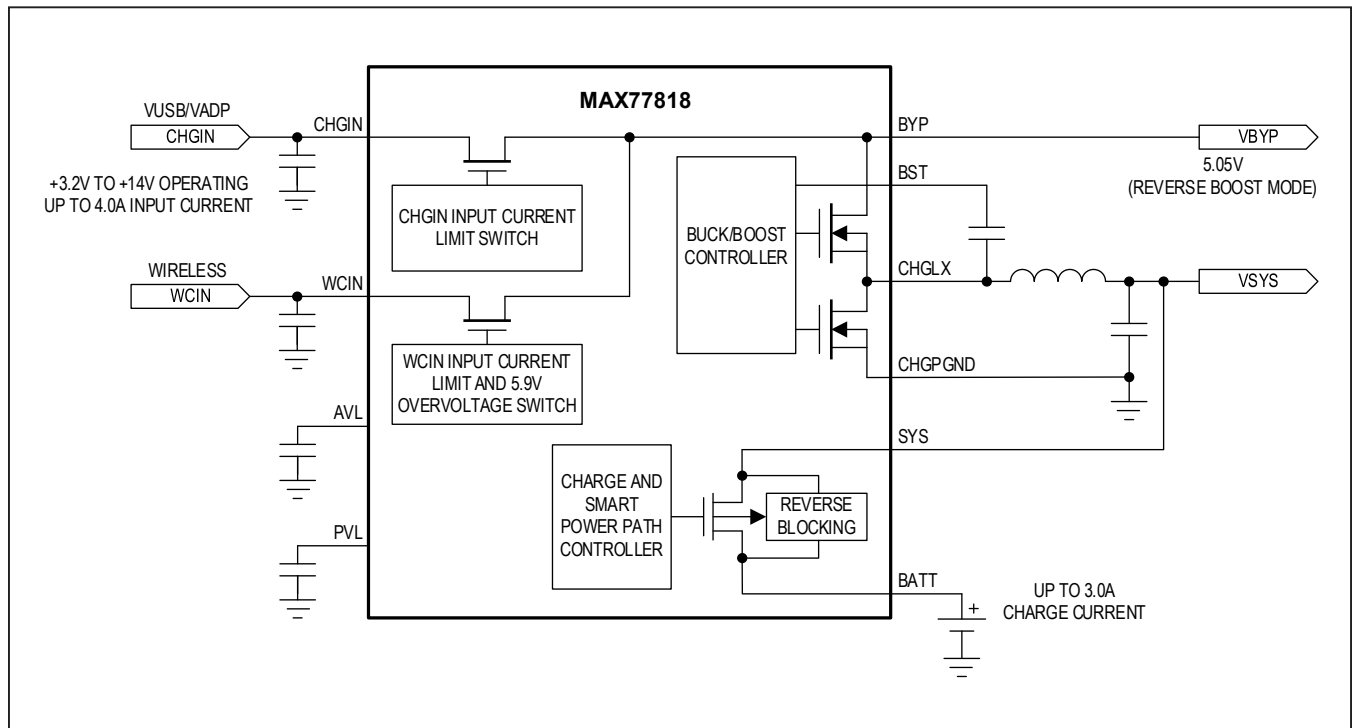 MAX77818
VUSB/VADP
CHGIN
CHGIN
+3.2V TO +14V OPERATING
UP TO 4.0A INPUT CURRENT
CHGIN INPUT CURRENT
LIMIT SWITCH
WIRELESS
WCIN
WCIN
WCIN INPUT CURRENT
LIMIT AND 5.9V
OVERVOLTAGE SWITCH
AVL
PVL
BUCK/BOOST
CONTROLLER
CHARGE AND
SMART
POWER PATH
CONTROLLER
REVERSE
BLOCKING
BYP
VBYP
5.05V
(REVERSE BOOST MODE)
BST
CHGLX
VSYS
CHGPGND
SYS
BATT
UP TO 3.0A
CHARGE CURRENT
+